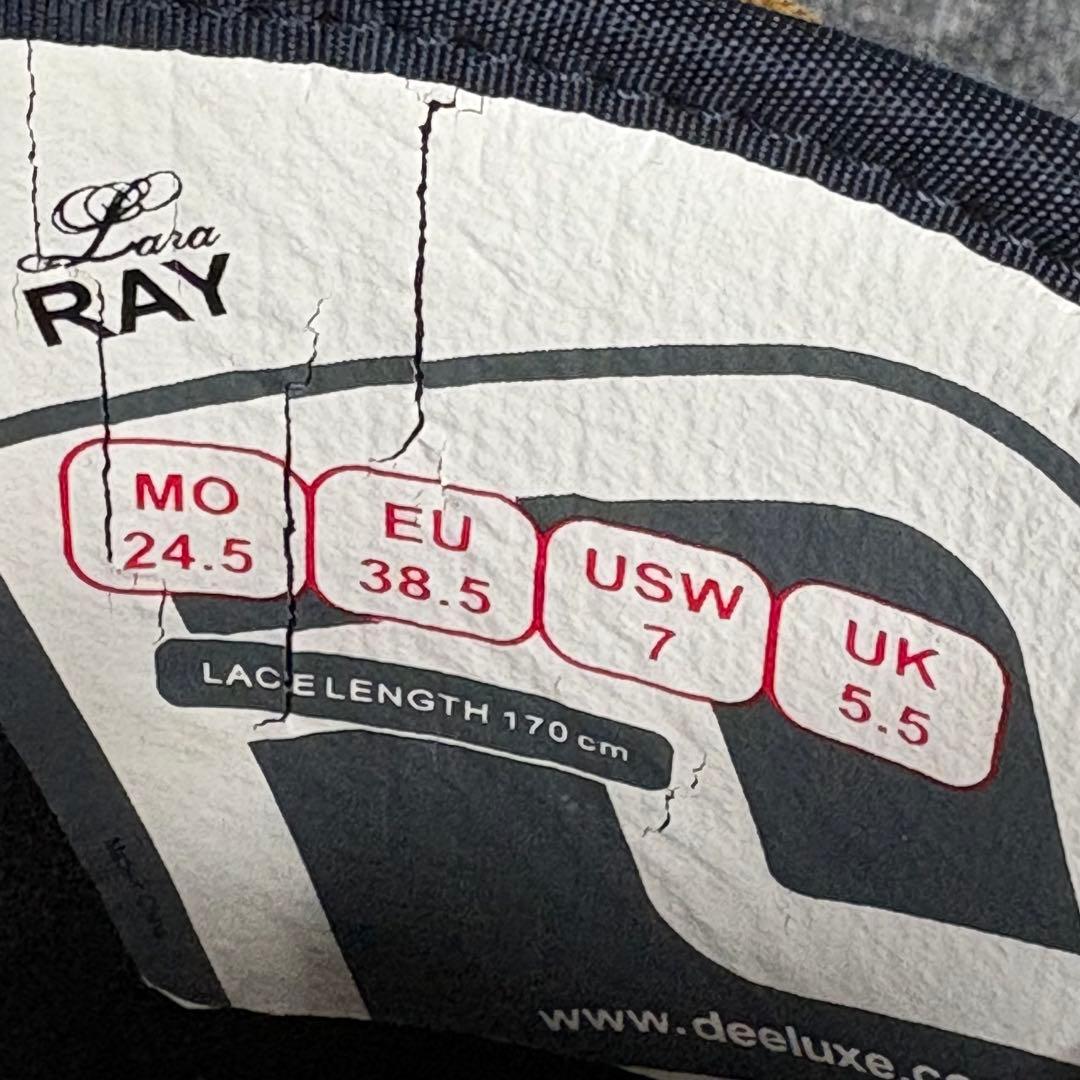 Lara
RAY
MO
24.5
EU
38.5
USW
7
UK
5.5
LACE LENGTH 170 cm
www.deeluxe.co